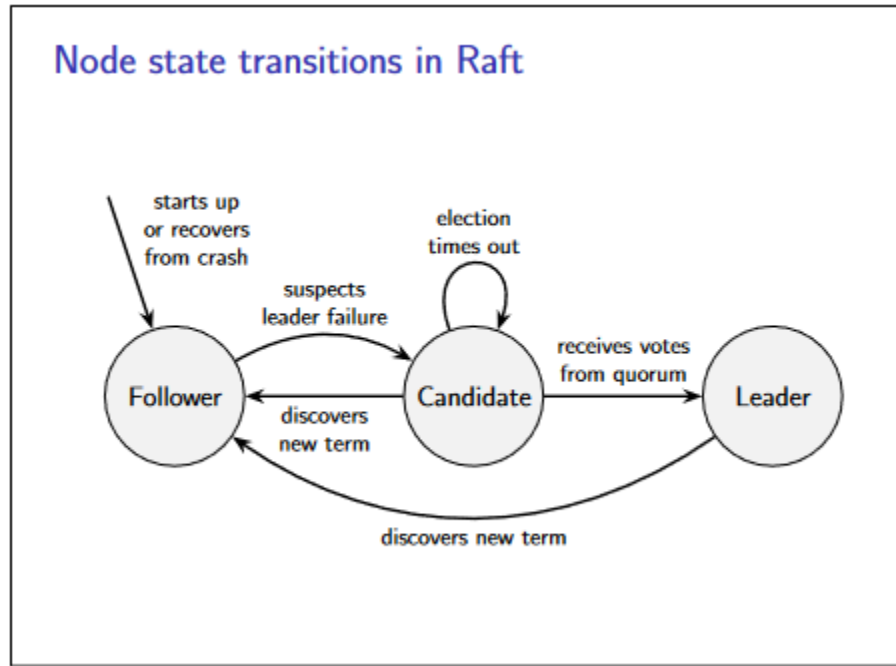 Node state transitions in Raft
starts up
or recovers
from crash
election
times out
suspects
leader failure
receives votes
from quorum
Follower
Candidate
Leader
discovers
new term
discovers new term